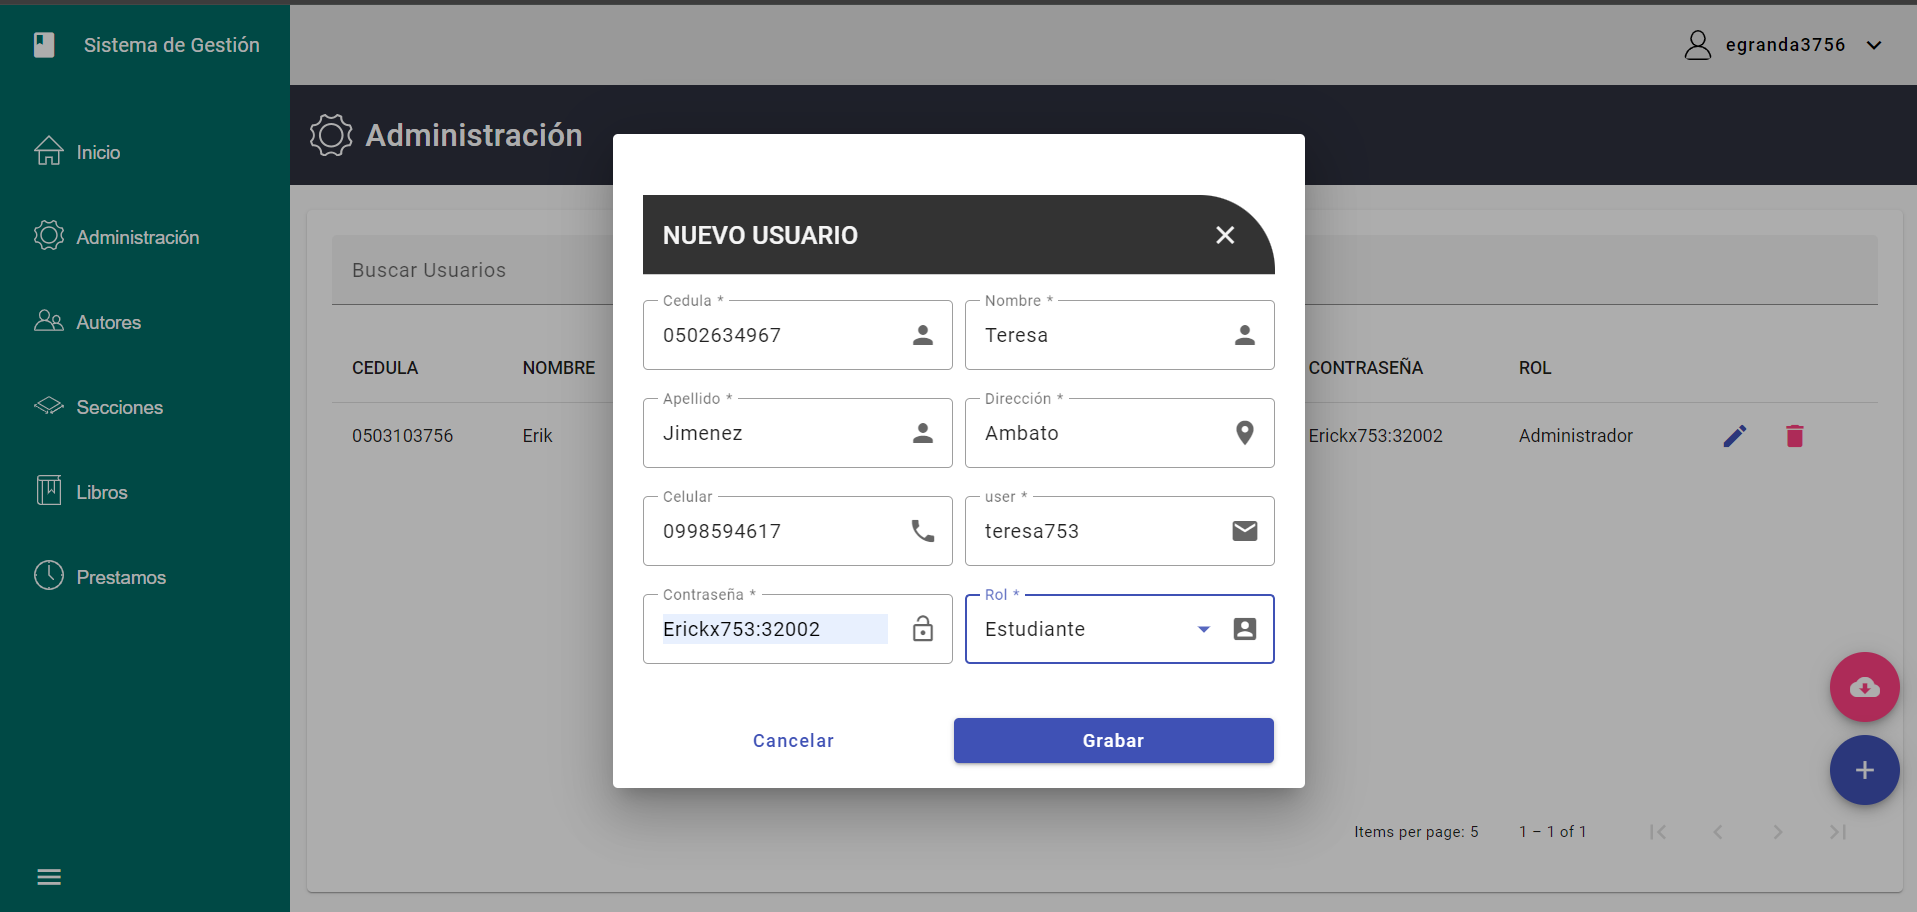 Sistema de Gestión
egranda3756
Inicio
Administración
Autores
Secciones
Libros
Prestamos
Administración
Buscar Usuarios
CEDULA NOMBRE CONTRASEÑA ROL
0503103756 Erik Erickx753:32002 Administrador
NUEVO USUARIO
Cedula * Nombre *
0502634967 Teresa
Apellido * Dirección *
Jimenez Ambato
Celular user *
0998594617 teresa753
Contraseña * Rol *
Erickx753:32002 Estudiante
Cancelar Grabar
Items per page: 5 1 – 1 of 1